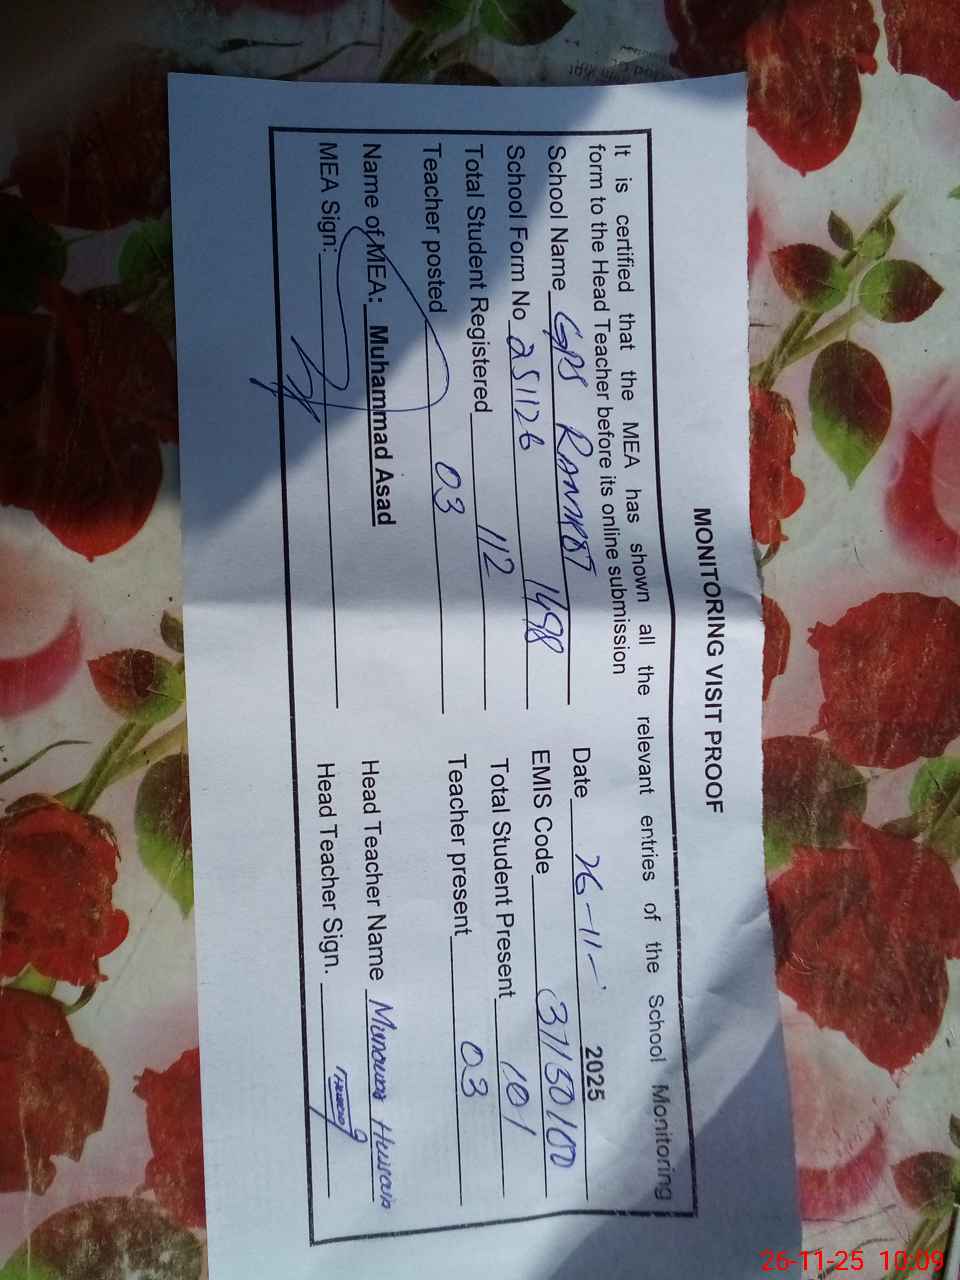 MONITORING VISIT PROOF
It is certified that the MEA has shown all the relevant entries of the School Monitoring
form to the Head Teacher before its online submission
School Name GPS Date 26-11- 2025
School Form No 251126 1498 EMIS Code 37150100
Total Student Registered 112 Total Student Present 101
Teacher posted 03 Teacher present 03
Name of MEA: Muhammad Asad Head Teacher Name Munawar Hussain
MEA Sign: Head Teacher Sign.
26-11-25 10:09